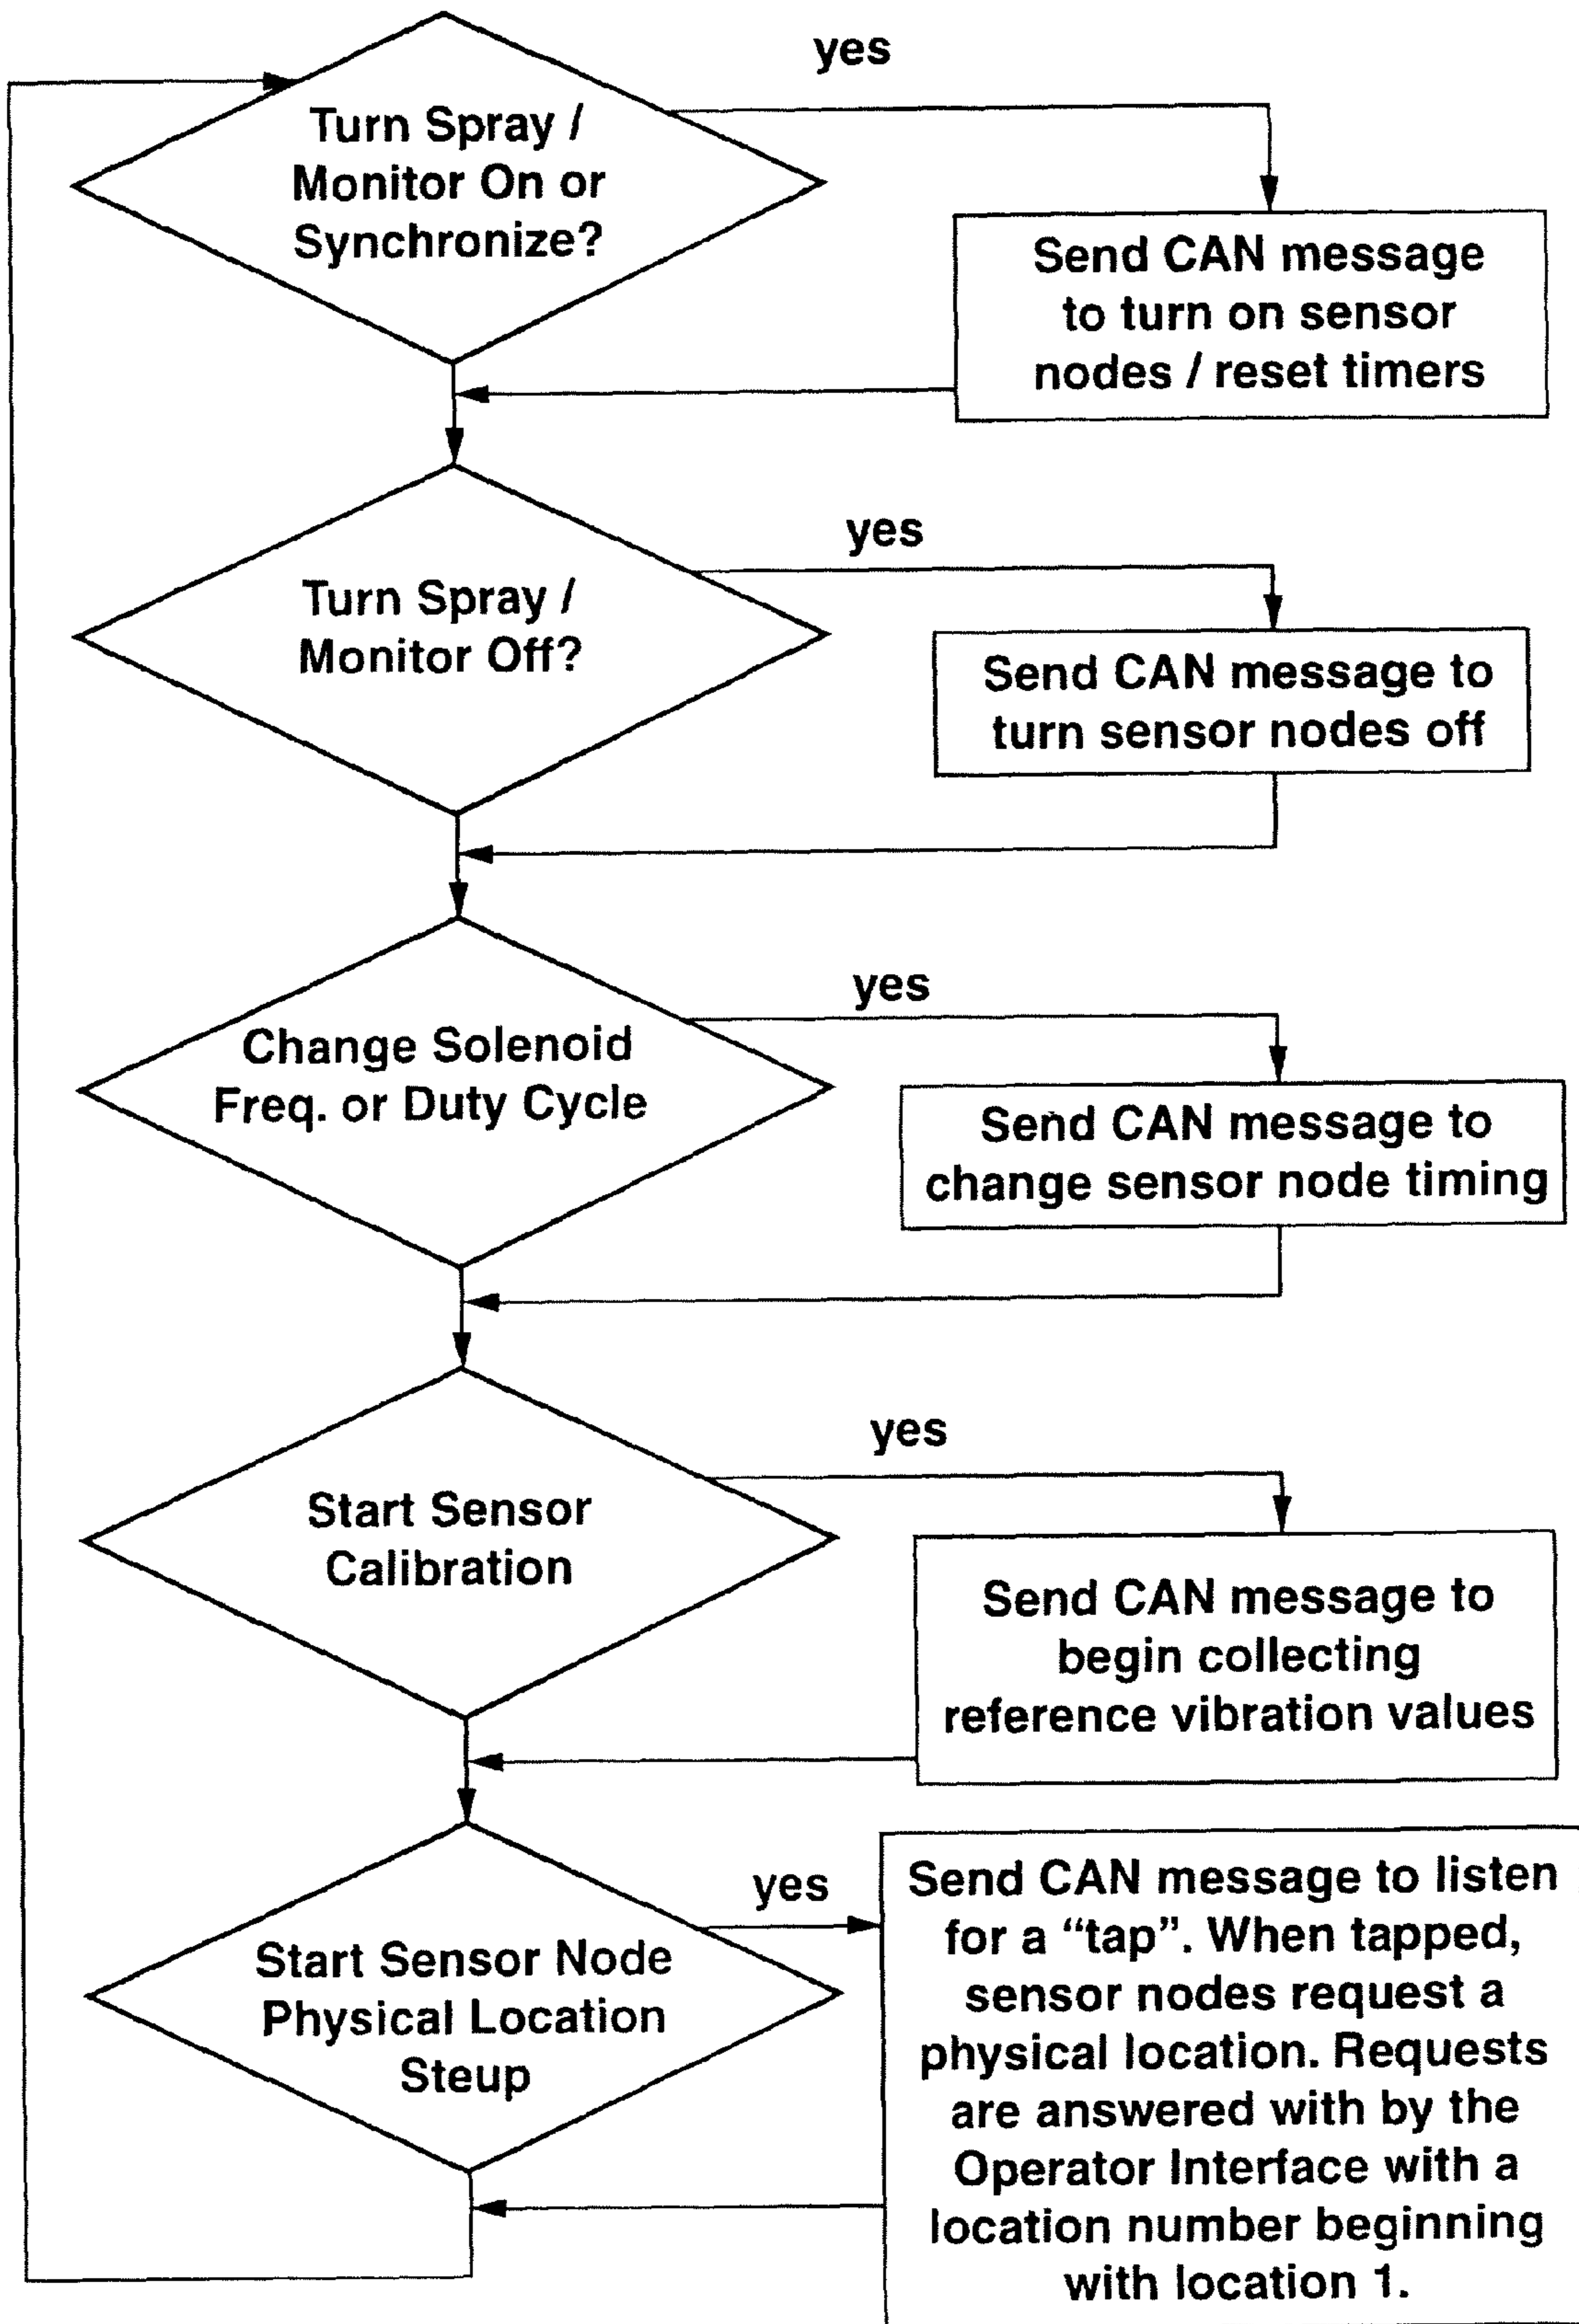 yes
Turn Spray /
Monitor On or
Synchronize?
Send CAN message
to turn on sensor
nodes / reset timers
yes
Turn Spray /
Monitor Off?
Send CAN message to
turn sensor nodes off
yes
Change Solenoid
Freq. or Duty Cycle
Send CAN message to
change sensor node timing
yes
Start Sensor
Calibration
Send CAN message to
begin collecting
reference vibration values
yes
Start Sensor Node
Physical Location
Steup
Send CAN message to listen
for a “tap”. When tapped,
sensor nodes request a
physical location. Requests
are answered with by the
Operator Interface with a
location number beginning
with location 1.